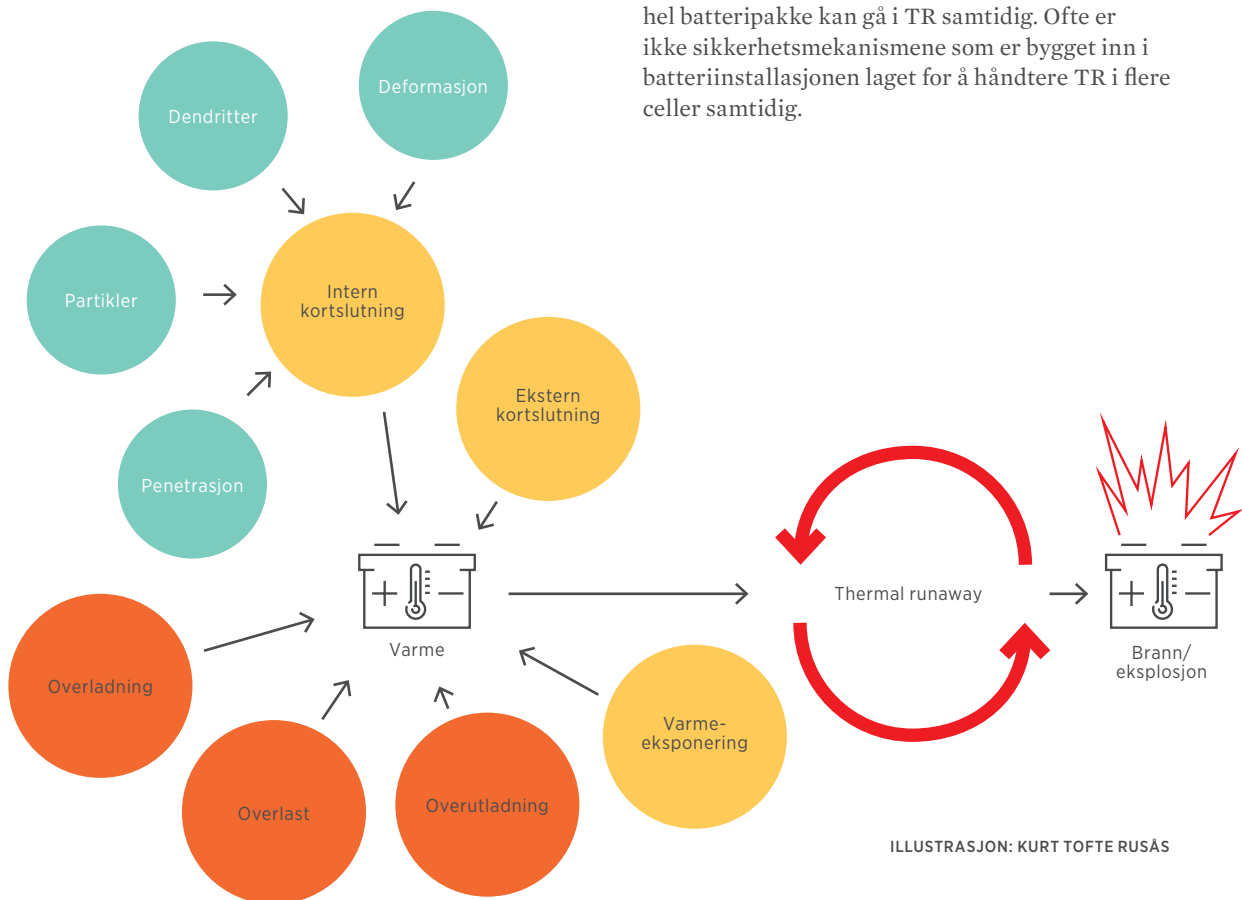 hel batteripakke kan gå i TR samtidig. Ofte er
ikke sikkerhetsmekanismene som er bygget inn i
batteriinstallasjonen laget for å håndtere TR i flere
celler samtidig.
Deformasjon
Dendritter
Partikler
Intern
kortslutning
Ekstern
kortslutning
Penetrasjon
Varme
Thermal runaway
Brann/
eksplosjon
Overladning
Varme-
eksponering
Overlast
Overutladning
ILLUSTRASJON: KURT TOFTE RUSÅS